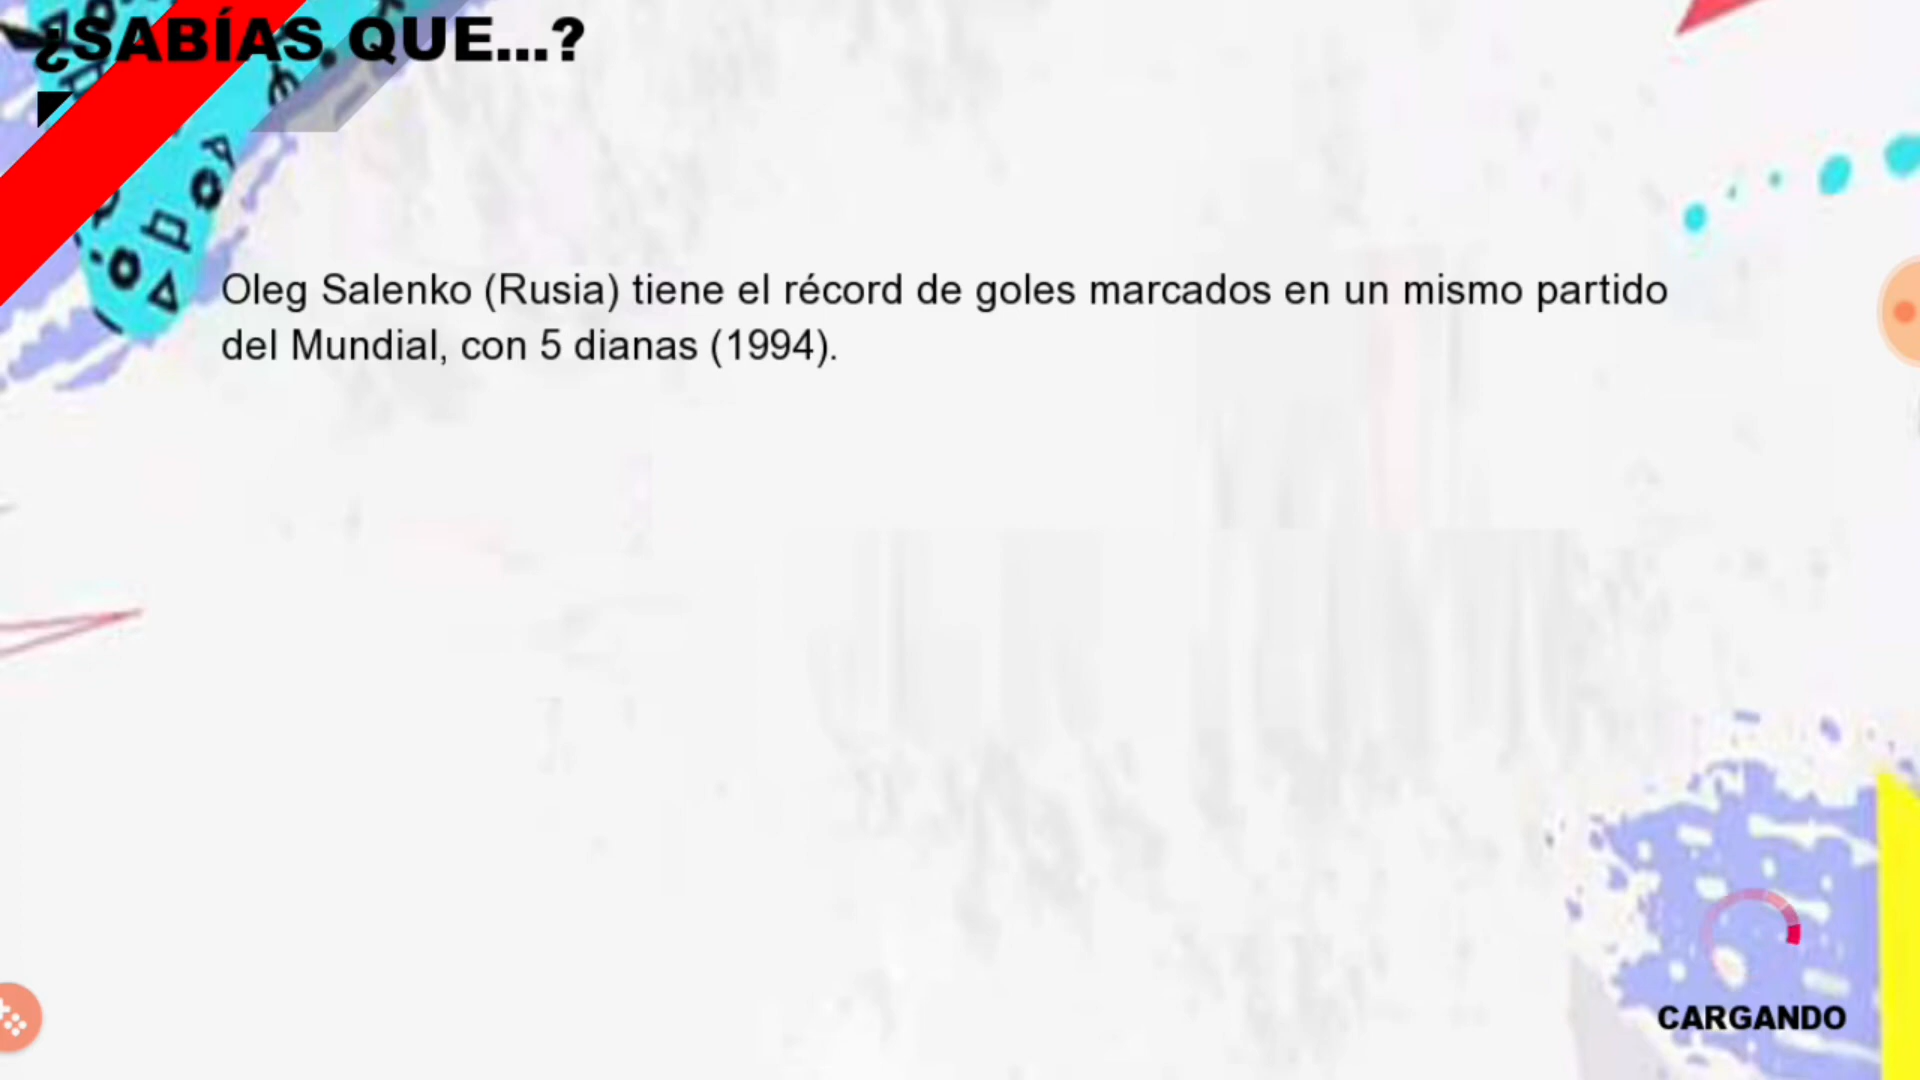 ¿SABÍAS QUE...?
Oleg Salenko (Rusia) tiene el récord de goles marcados en un mismo partido
del Mundial, con 5 dianas (1994).
CARGANDO